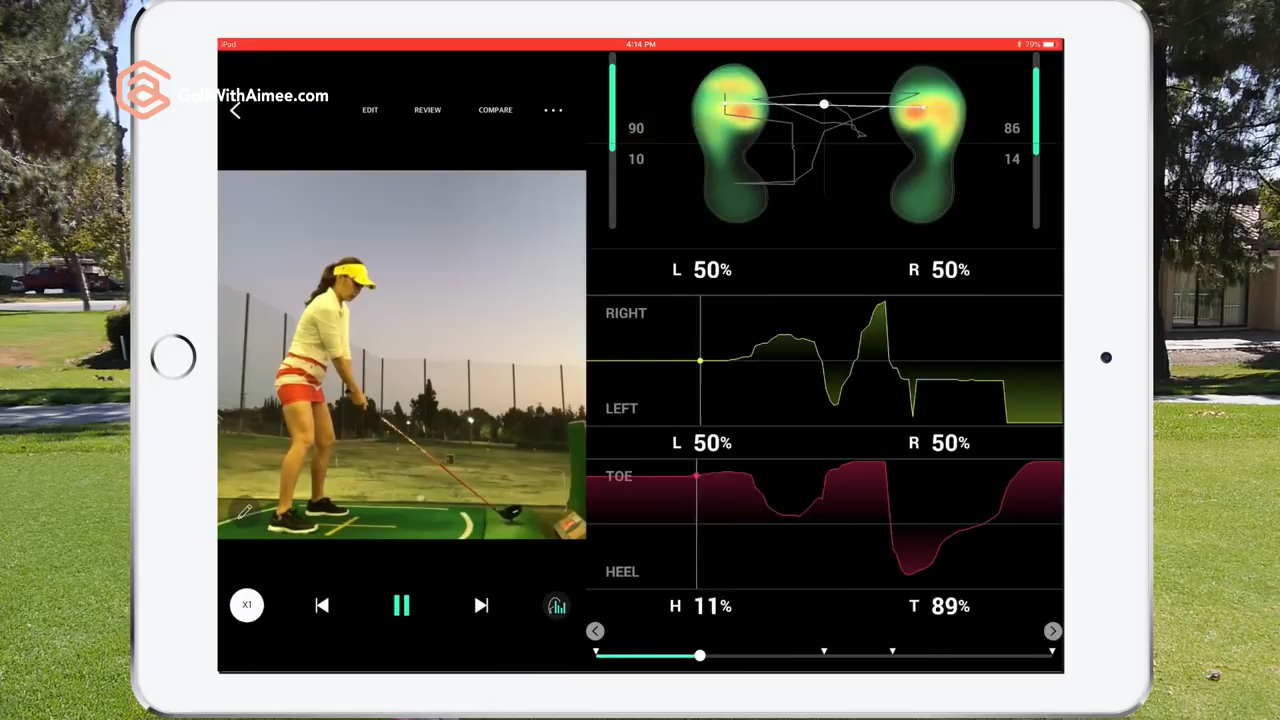 iPad 4:14 PM 79%
GolfWithAimee.com
EDIT REVIEW COMPARE
90 86
10 14
L 50% R 50%
RIGHT
LEFT
L 50% R 50%
TOE
HEEL
X1
H 11% T 89%